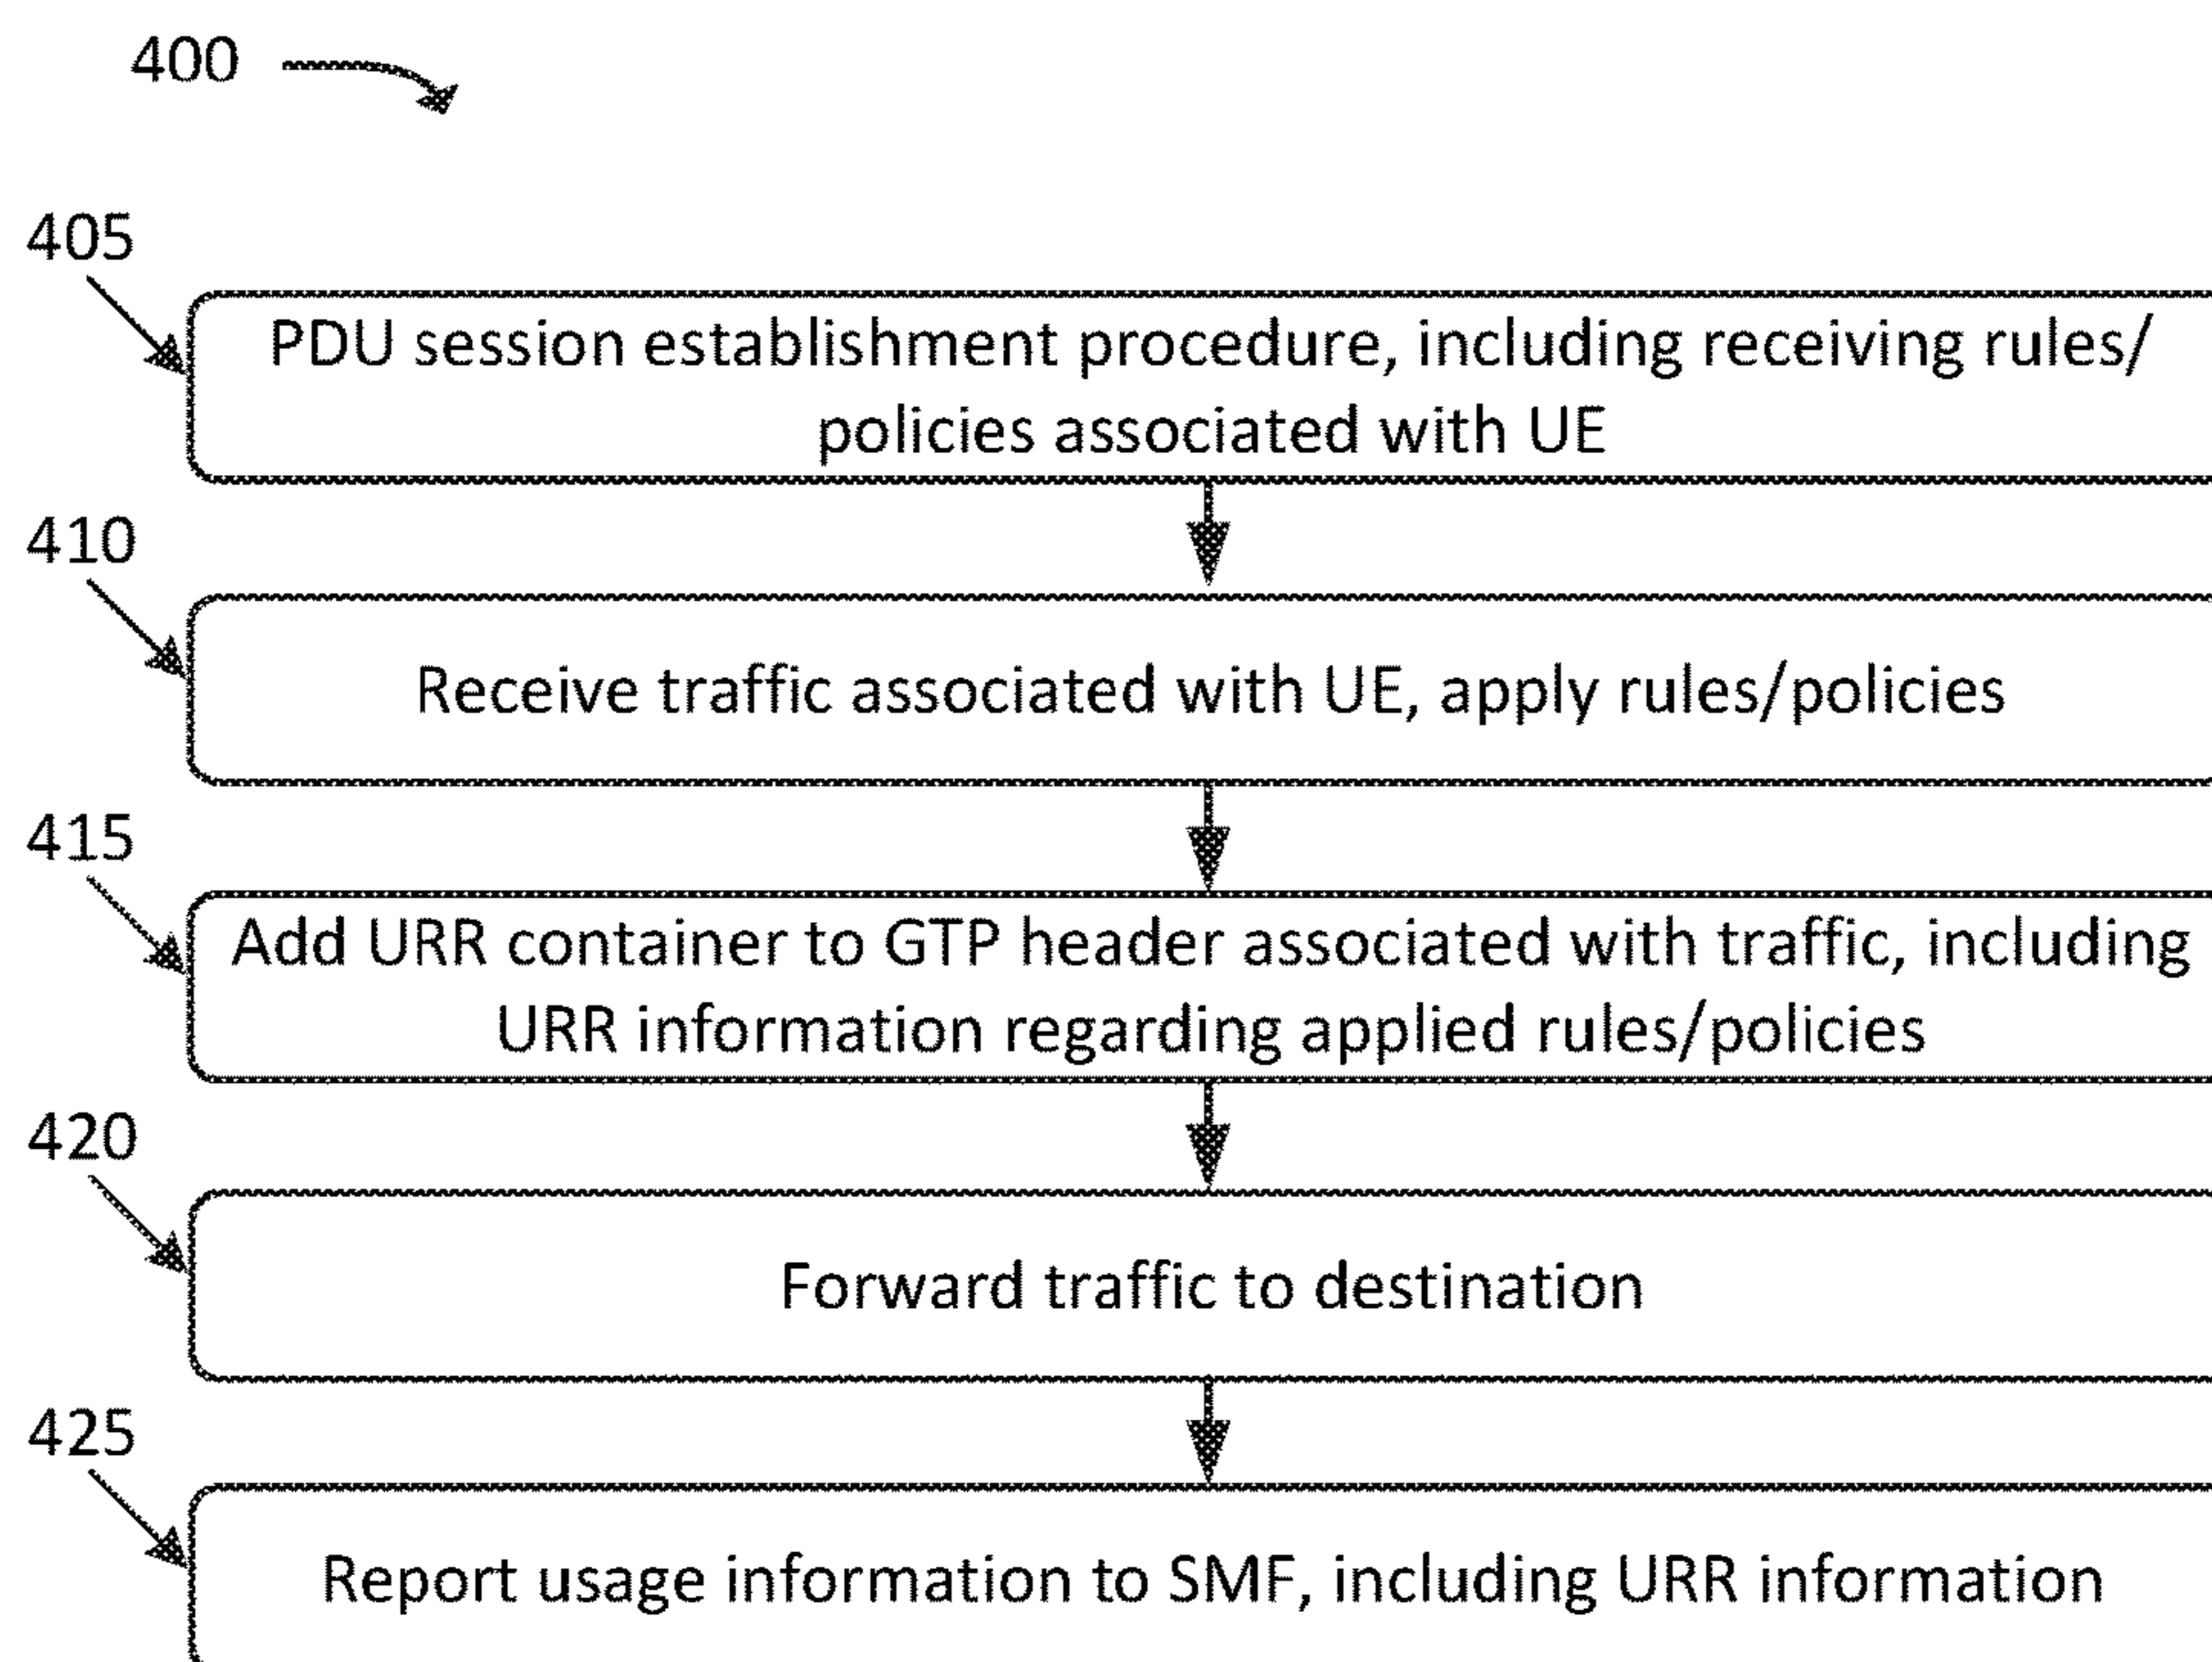 400
405
PDU session establishment procedure, including receiving rules/
policies associated with UE
410
Receive traffic associated with UE, apply rules/policies
415
Add URR container to GTP header associated with traffic, including
URR information regarding applied rules/policies
420
Forward traffic to destination
425
Report usage information to SMF, including URR information